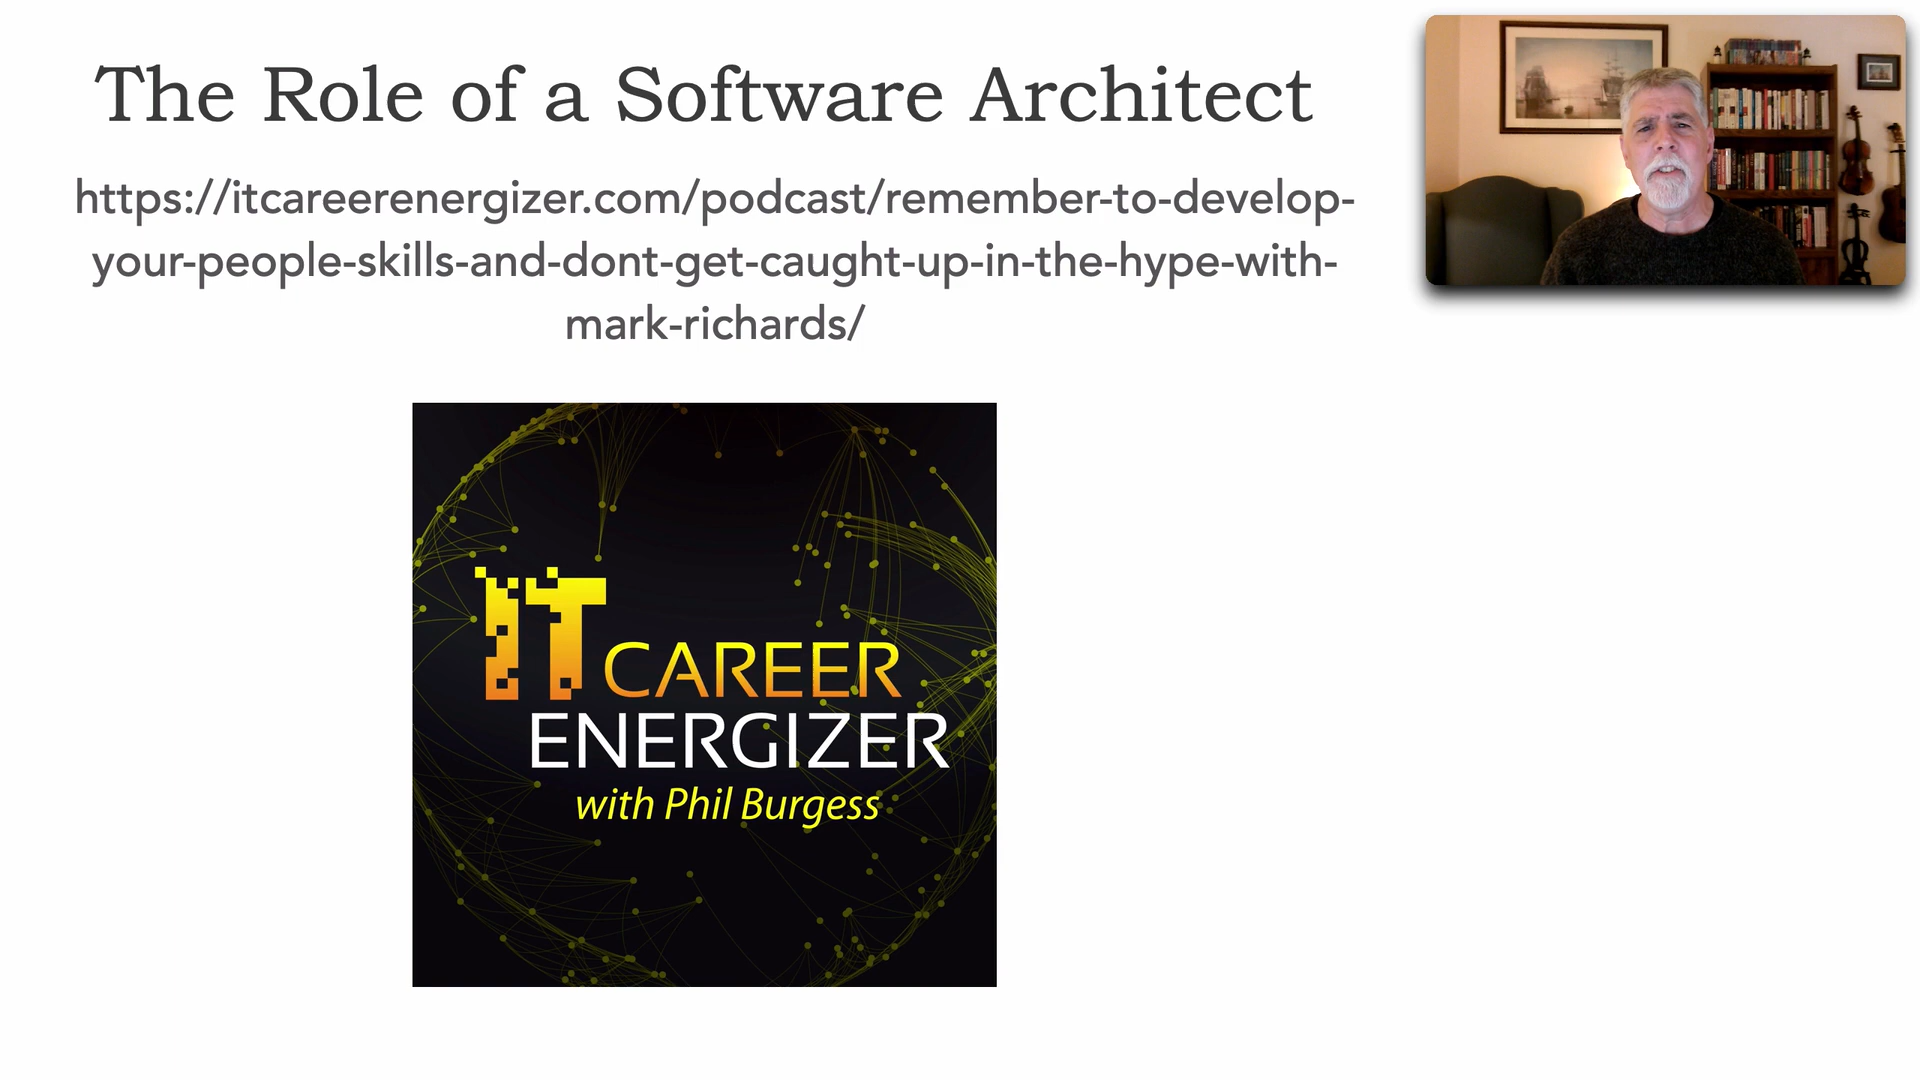 The Role of a Software Architect
https://itcareerenergizer.com/podcast/remember-to-develop-
your-people-skills-and-dont-get-caught-up-in-the-hype-with-
mark-richards/
IT CAREER
ENERGIZER
with Phil Burgess